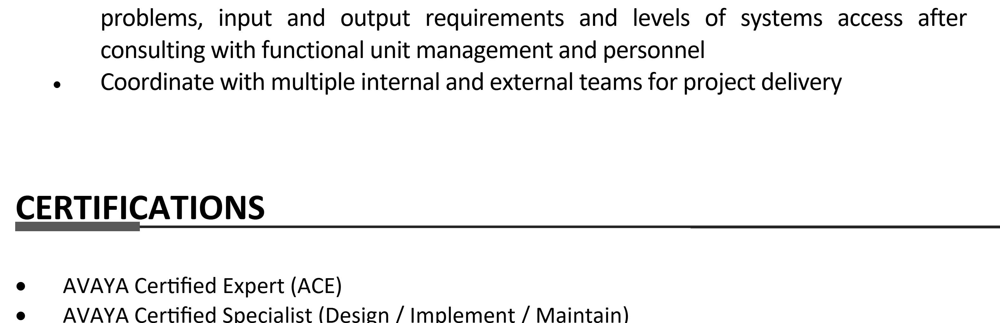 problems, input and output requirements and levels of systems access after
consulting with functional unit management and personnel
• Coordinate with multiple internal and external teams for project delivery
CERTIFICATIONS
• AVAYA Certified Expert (ACE)
• AVAYA Certified Specialist (Design / Implement / Maintain)